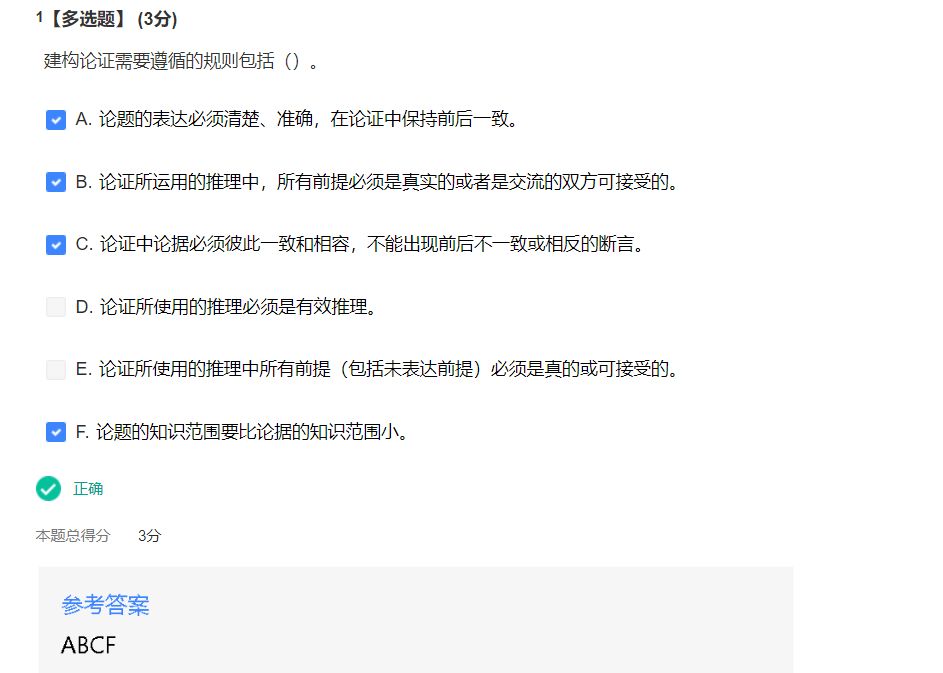 1【多选题】 (3分)
建构论证需要遵循的规则包括（）。
A. 论题的表达必须清楚、准确，在论证中保持前后一致。
B. 论证所运用的推理中，所有前提必须是真实的或者是交流的双方可接受的。
C. 论证中论据必须彼此一致和相容，不能出现前后不一致或相反的断言。
D. 论证所使用的推理必须是有效推理。
E. 论证所使用的推理中所有前提（包括未表达前提）必须是真的或可接受的。
F. 论题的知识范围要比论据的知识范围小。
正确
本题总得分 3分
参考答案
ABCF